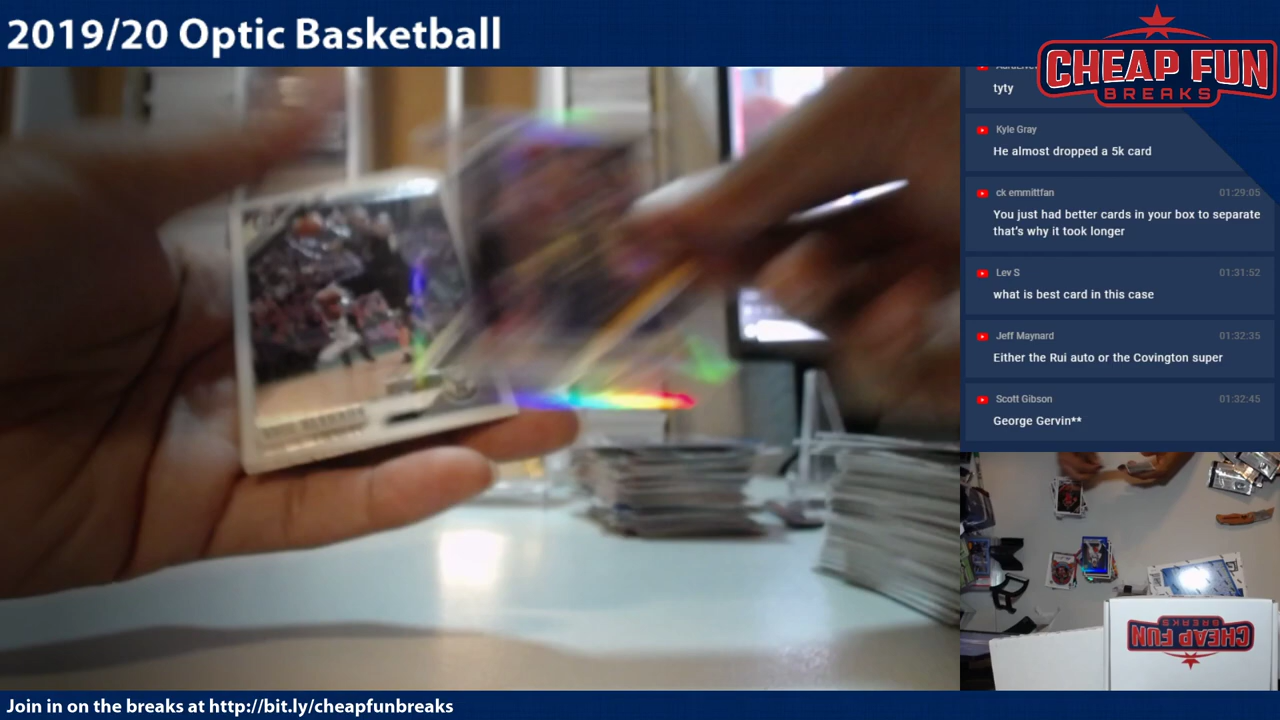 2019/20 Optic Basketball
CHEAP FUN
BREAKS
tyty
Kyle Gray
He almost dropped a 5k card
ck emmittfan
01:29:05
You just had better cards in your box to separate
that's why it took longer
Lev S
01:31:52
what is best card in this case
Jeff Maynard
01:32:35
Either the Rui auto or the Covington super
Scott Gibson
01:32:45
George Gervin**
CHEAP FUN
BREAKS
Join in on the breaks at http://bit.ly/cheapfunbreaks